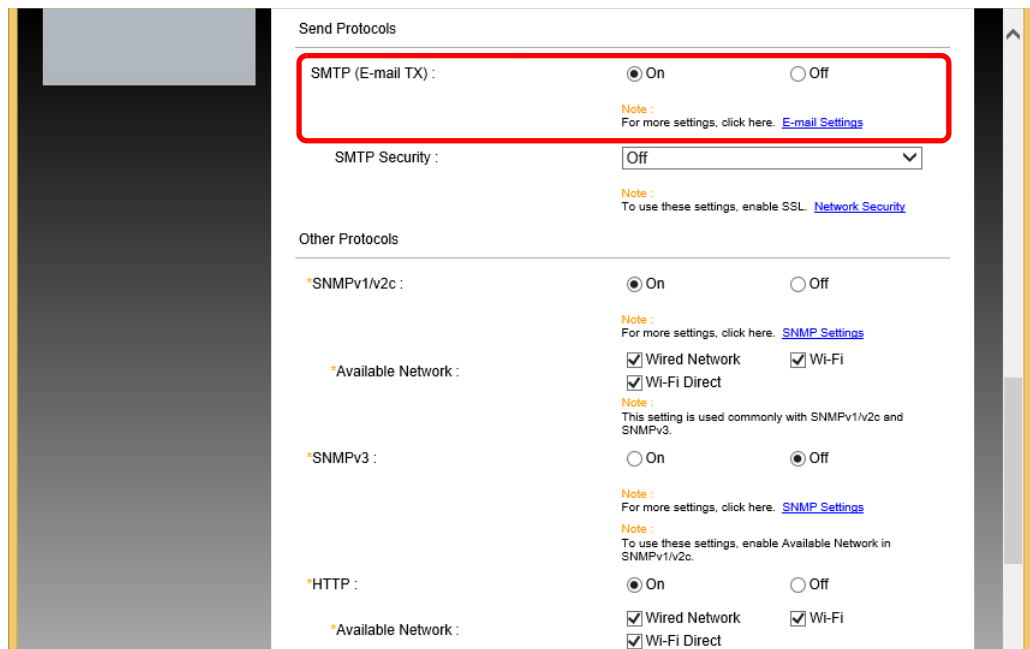 Send Protocols
SMTP (E-mail TX) : On Off
Note :
For more settings, click here. E-mail Settings
SMTP Security : Off
Note :
To use these settings, enable SSL. Network Security
Other Protocols
*SNMPv1/v2c : On Off
Note :
For more settings, click here. SNMP Settings
*Available Network : Wired Network Wi-Fi
Wi-Fi Direct
Note :
This setting is used commonly with SNMPv1/v2c and
SNMPv3.
*SNMPv3 : On Off
Note :
For more settings, click here. SNMP Settings
Note :
To use these settings, enable Available Network in
SNMPv1/v2c.
*HTTP : On Off
*Available Network : Wired Network Wi-Fi
Wi-Fi Direct